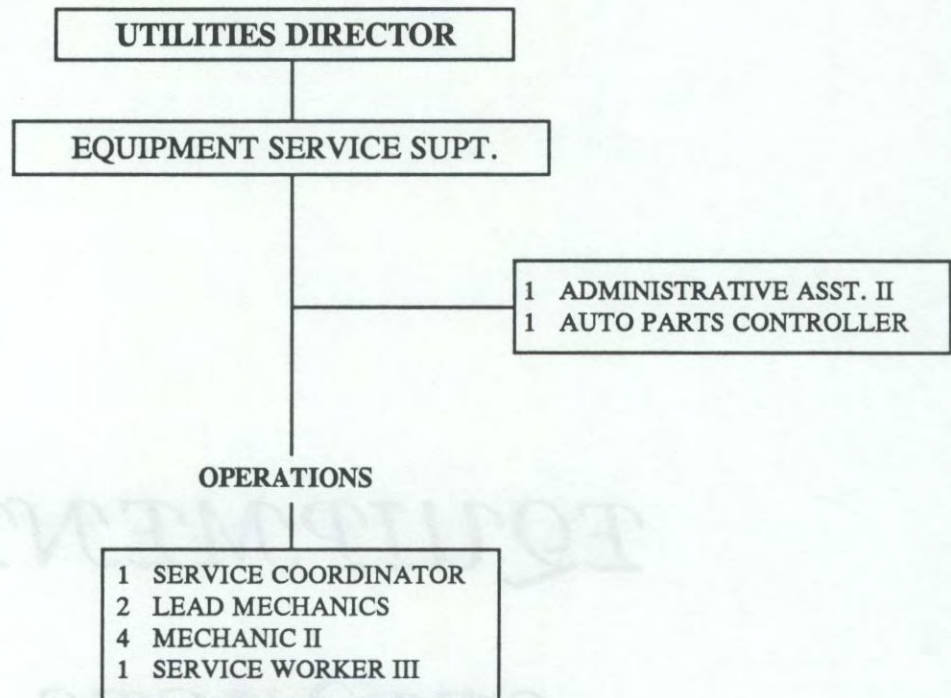 UTILITIES DIRECTOR
EQUIPMENT SERVICE SUPT.
1 ADMINISTRATIVE ASST. II
1 AUTO PARTS CONTROLLER
OPERATIONS
1 SERVICE COORDINATOR
2 LEAD MECHANICS
4 MECHANIC II
1 SERVICE WORKER III